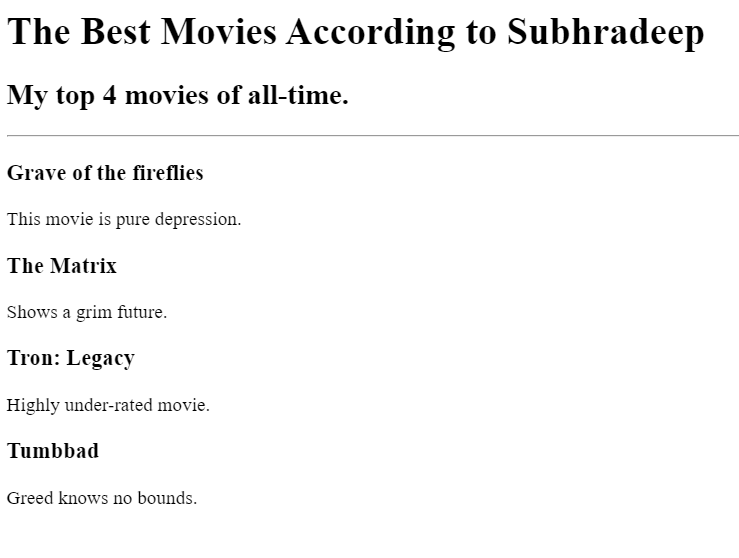 The Best Movies According to Subhradeep
My top 4 movies of all-time.
Grave of the fireflies
This movie is pure depression.
The Matrix
Shows a grim future.
Tron: Legacy
Highly under-rated movie.
Tumbbad
Greed knows no bounds.